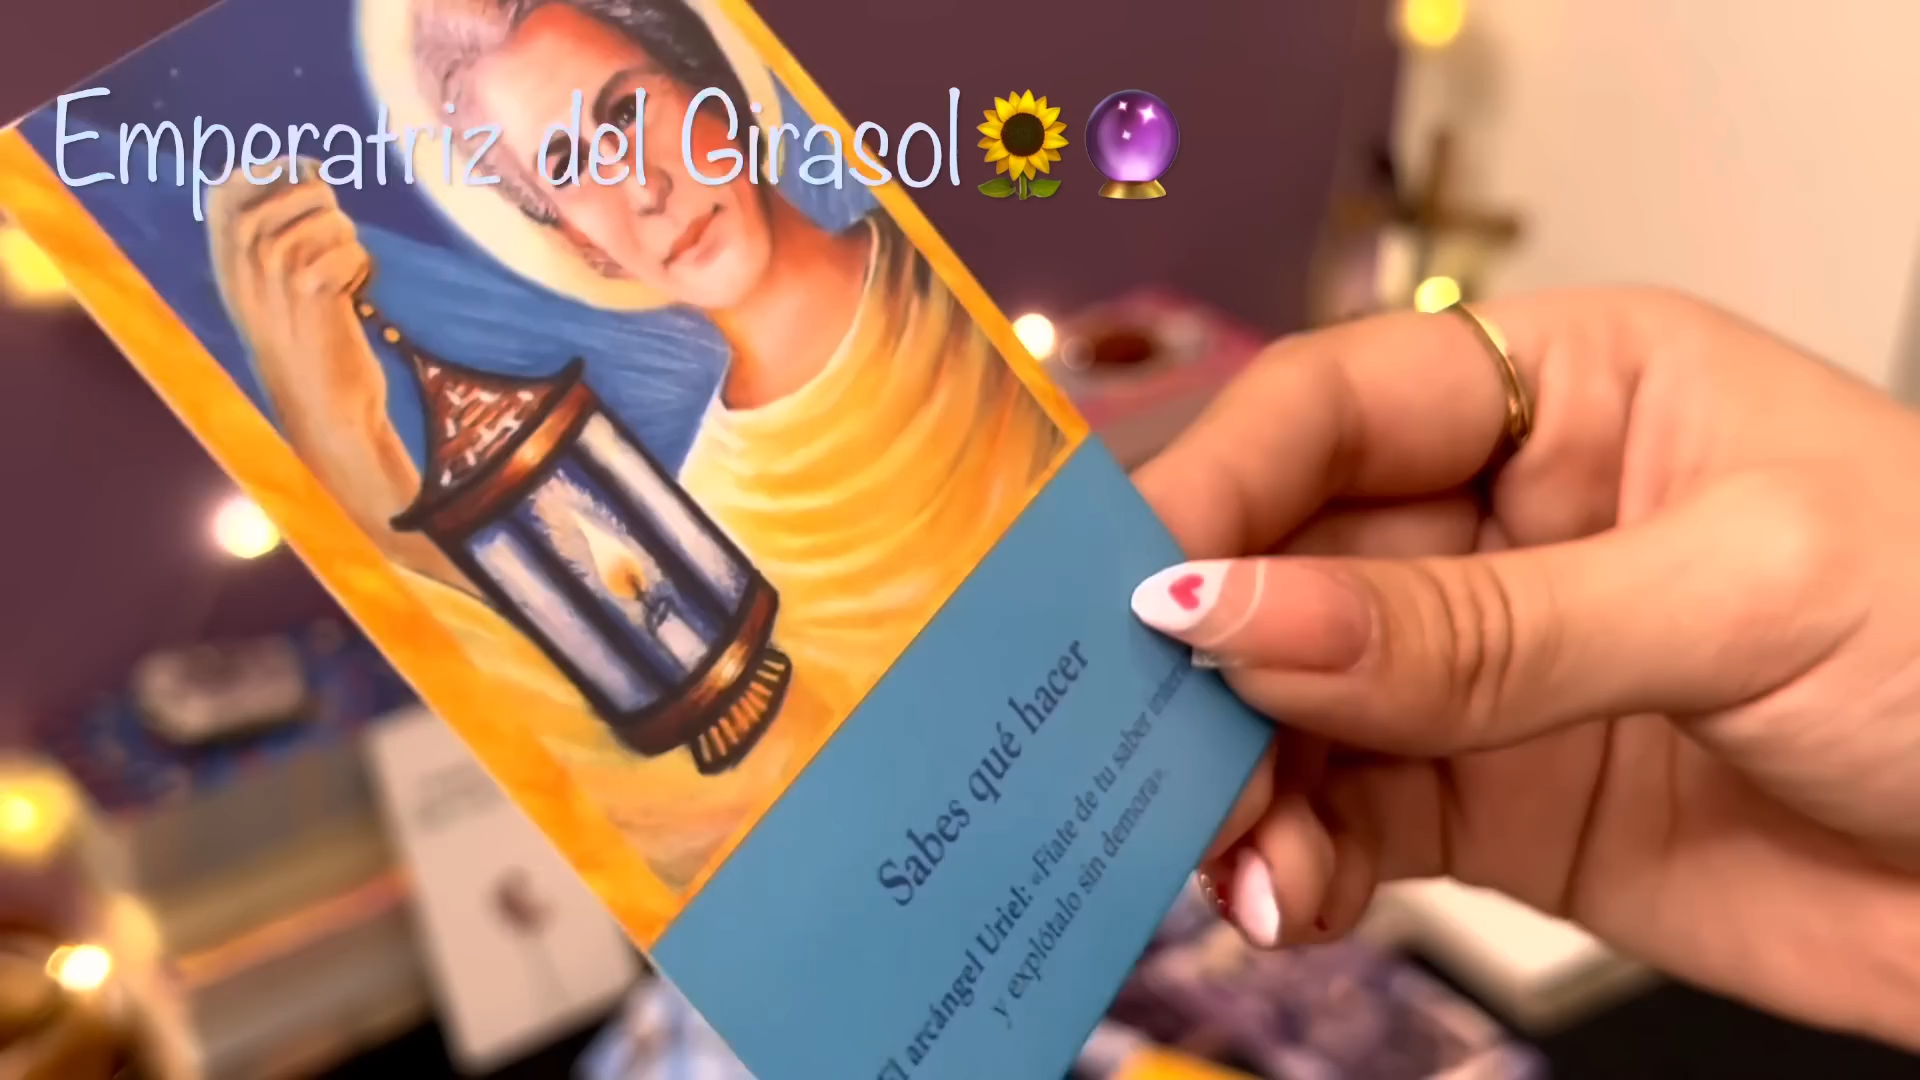 Emperatriz del Girasol🌻🔮
Sabes qué hacer
El arcángel Uriel: «Fíate de tu saber
y explótalo sin demora».